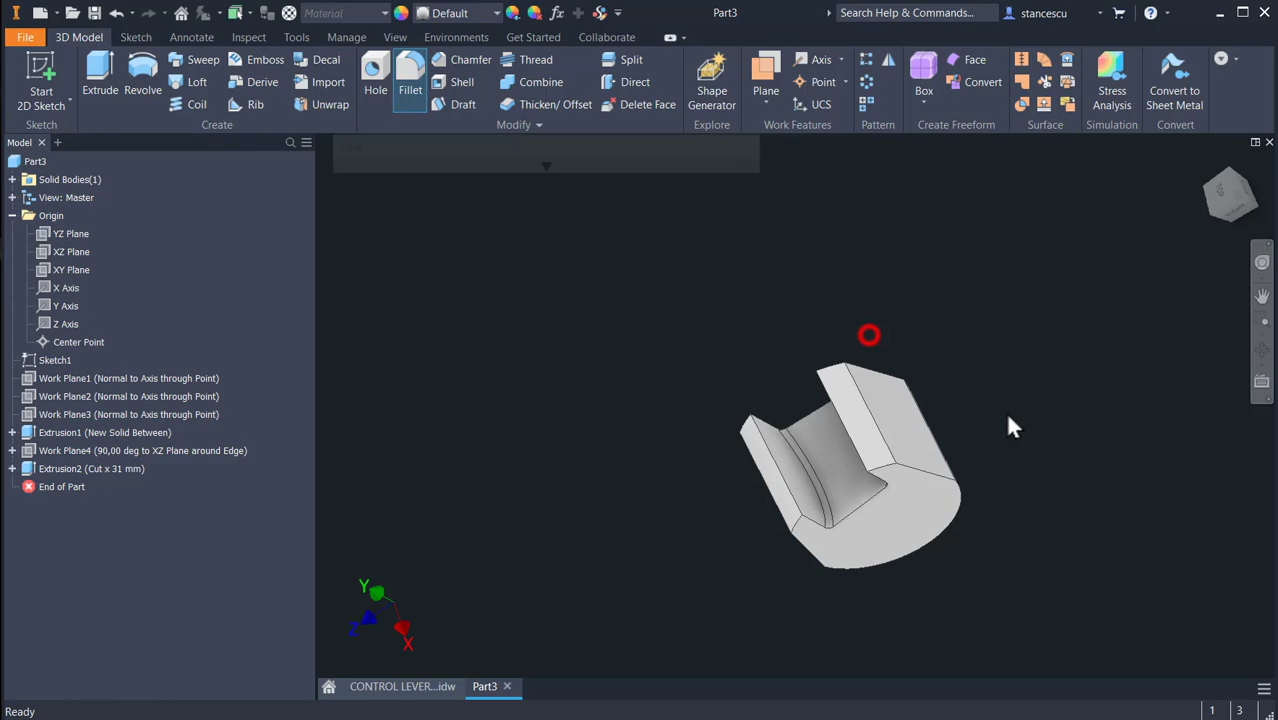 Material
Default
Part3
Search Help & Commands...
stancescu
File
3D Model
Sketch
Annotate
Inspect
Tools
Manage
View
Environments
Get Started
Collaborate
Start
2D Sketch
Sketch
Extrude
Revolve
Sweep
Loft
Coil
Emboss
Derive
Rib
Decal
Import
Unwrap
Create
Hole
Fillet
Chamfer
Shell
Draft
Thread
Combine
Thicken/ Offset
Split
Direct
Delete Face
Modify
Shape
Generator
Explore
Plane
Axis
Point
UCS
Work Features
Pattern
Box
Face
Convert
Create Freeform
Surface
Stress
Analysis
Simulation
Convert to
Sheet Metal
Convert
Model
Part3
Solid Bodies(1)
View: Master
Origin
YZ Plane
XZ Plane
XY Plane
X Axis
Y Axis
Z Axis
Center Point
Sketch1
Work Plane1 (Normal to Axis through Point)
Work Plane2 (Normal to Axis through Point)
Work Plane3 (Normal to Axis through Point)
Extrusion1 (New Solid Between)
Work Plane4 (90,00 deg to XZ Plane around Edge)
Extrusion2 (Cut x 31 mm)
End of Part
TOP
Y
Z
X
CONTROL LEVER...idw
Part3
Ready
1
3